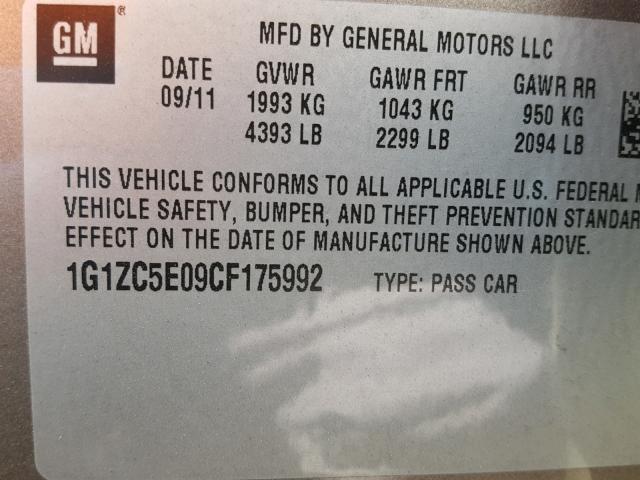 GM®
MFD BY GENERAL MOTORS LLC
DATE GVWR GAWR FRT GAWR RR
09/11 1993 KG 1043 KG 950 KG
4393 LB 2299 LB 2094 LB
THIS VEHICLE CONFORMS TO ALL APPLICABLE U.S. FEDERAL
VEHICLE SAFETY, BUMPER, AND THEFT PREVENTION STANDAR
EFFECT ON THE DATE OF MANUFACTURE SHOWN ABOVE.
1G1ZC5E09CF175992 TYPE: PASS CAR